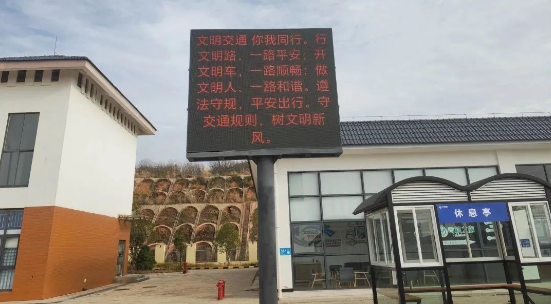 文明交通 你我同行。行
文明路，一路平安；开
文明车，一路顺畅；做
文明人，一路和谐。遵
法守规，平安出行。守
交通规则，树文明新
风。
休息亭